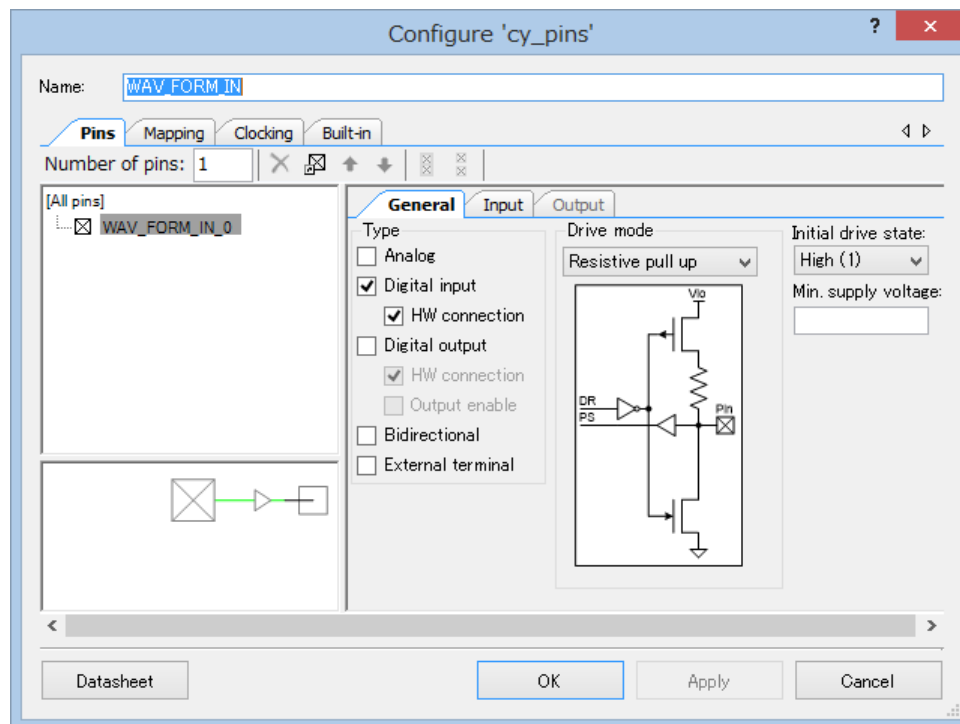 Configure 'cy_pins'
?
Name: WAV_FORM_IN
Pins Mapping Clocking Built-in
Number of pins: 1
[All pins]
WAV_FORM_IN_0
General Input Output
Type
Analog
Digital input
HW connection
Digital output
HW connection
Output enable
Bidirectional
External terminal
Drive mode
Resistive pull up
Vio
DR
PS
Pin
Initial drive state:
High (1)
Min. supply voltage:
Datasheet OK Apply Cancel